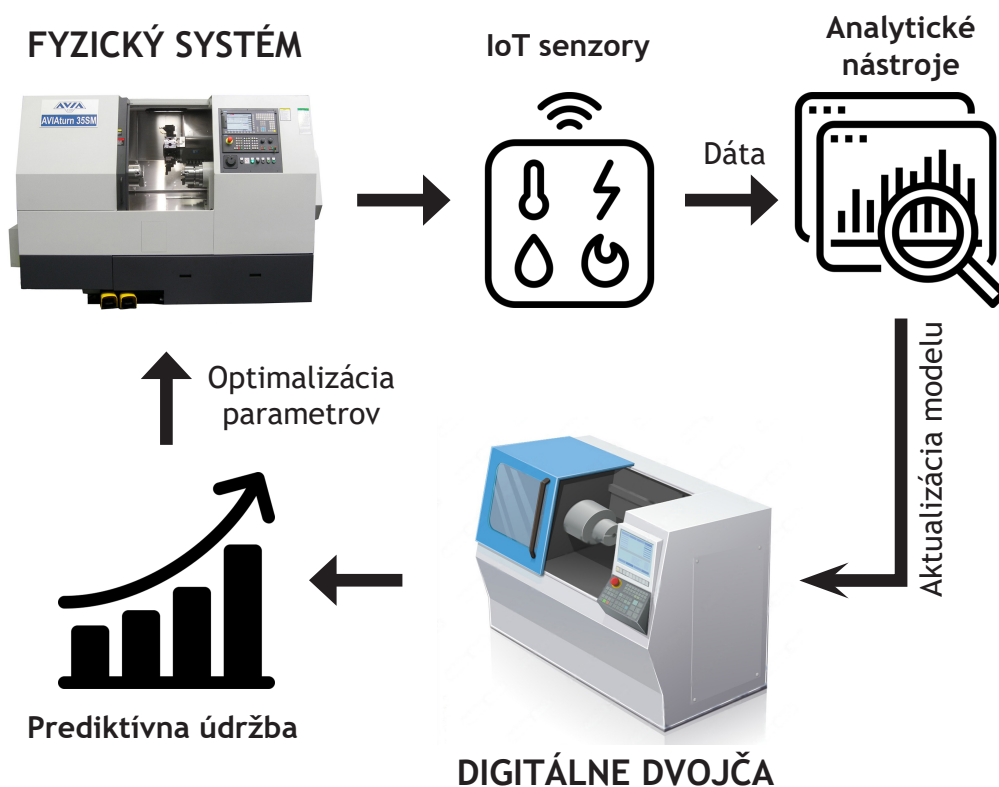 FYZICKÝ SYSTÉM
IoT senzory
Analytické
nástroje
AVIA
AVIAturn 35SM
Dáta
Aktualizácia modelu
Optimalizácia
parametrov
Prediktívna údržba
DIGITÁLNE DVOJČA